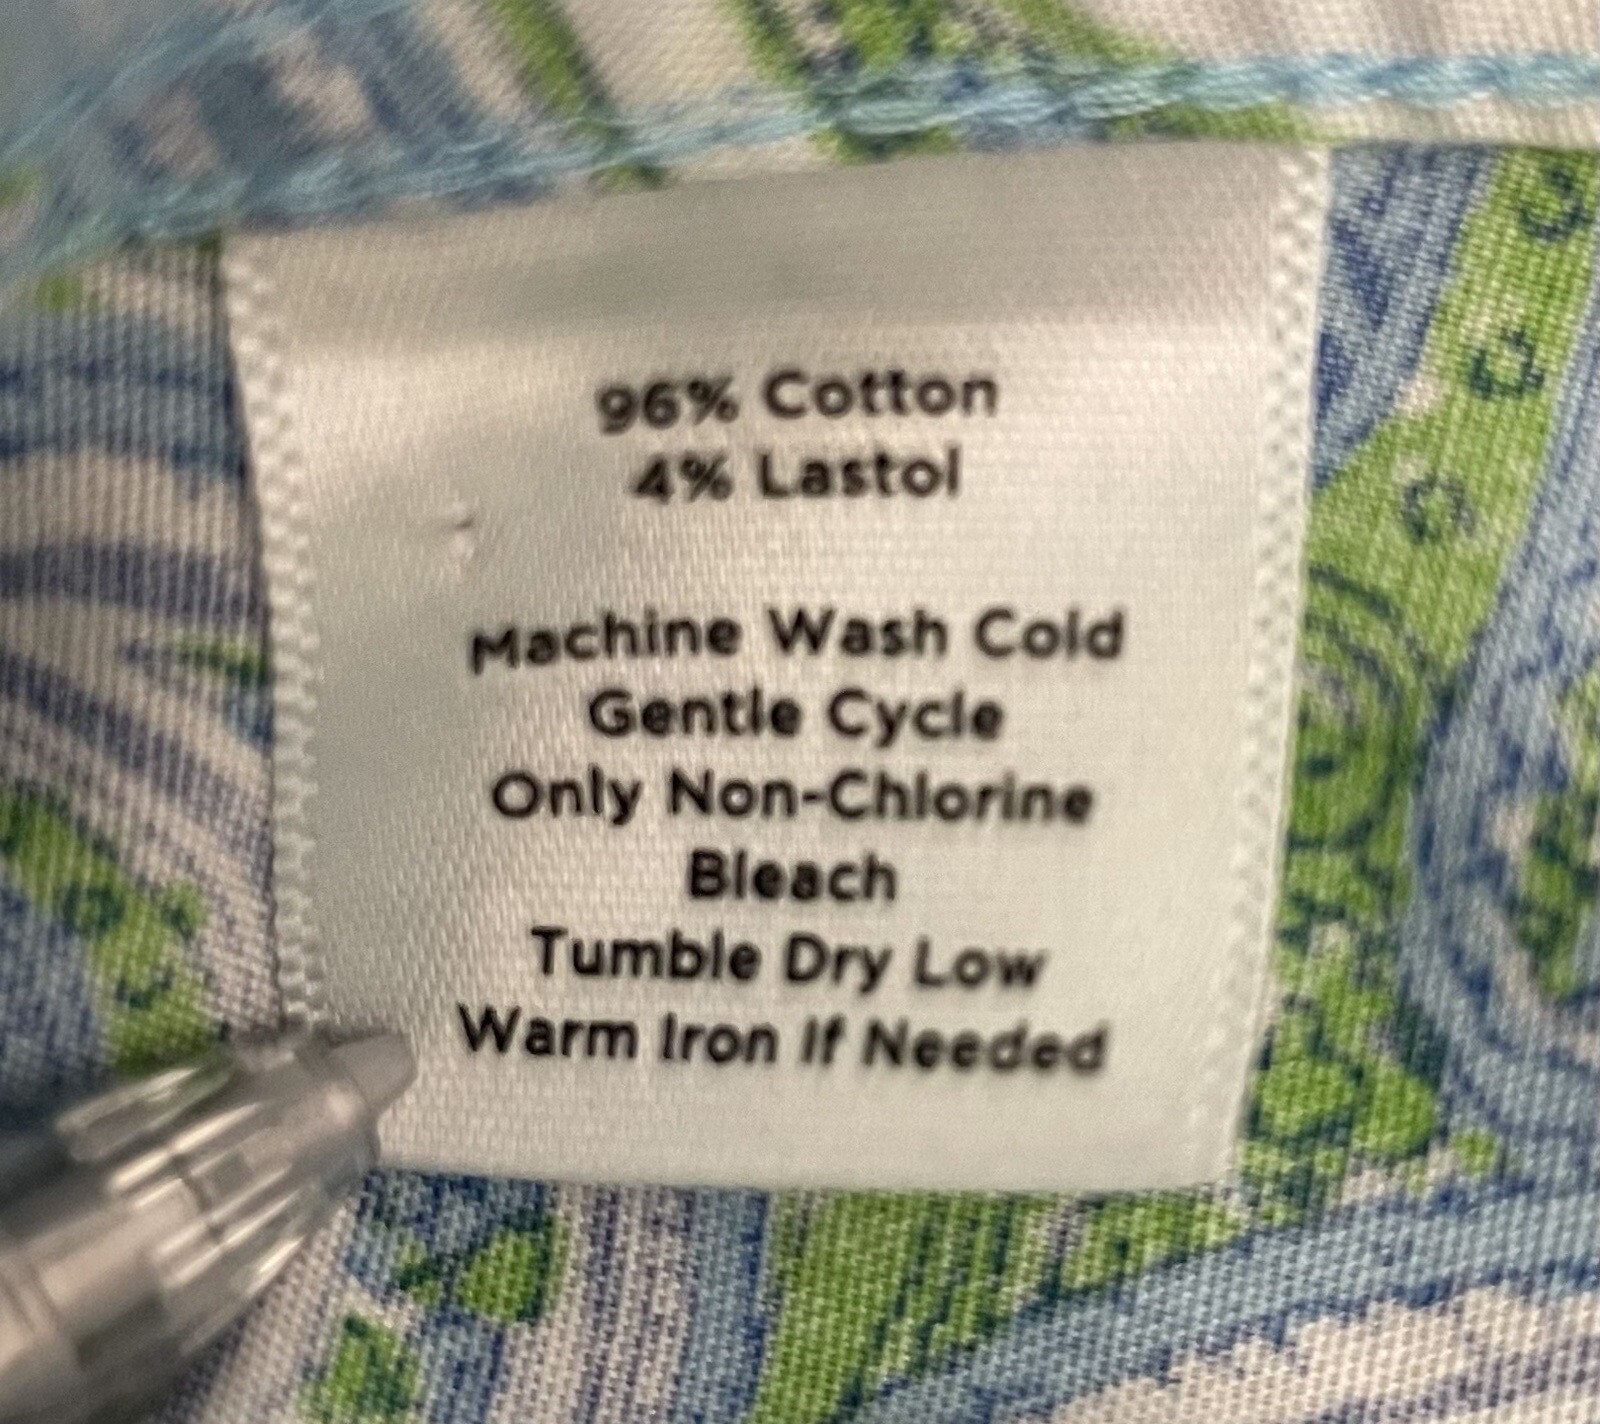 96% Cotton
4% Lastol
Machine Wash Cold
Gentle Cycle
Only Non-Chlorine
Bleach
Tumble Dry Low
Warm Iron If Needed